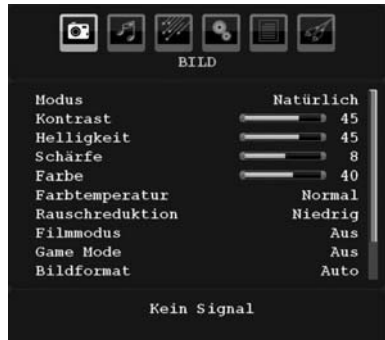 BILD
Modus Natürlich
Kontrast 45
Helligkeit 45
Schärfe 8
Farbe 40
Farbtemperatur Normal
Rauschreduktion Niedrig
Filmmodus Aus
Game Mode Aus
Bildformat Auto
Kein Signal